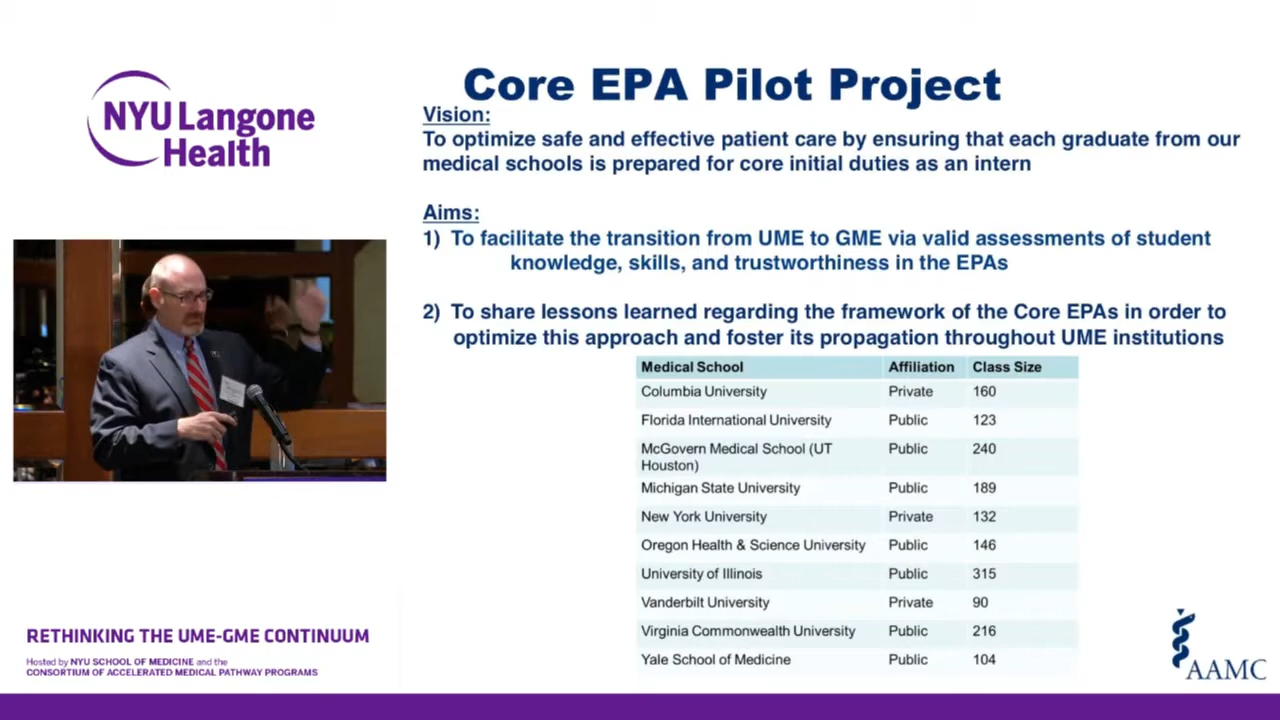 NYU Langone
Health
Core EPA Pilot Project
Vision:
To optimize safe and effective patient care by ensuring that each graduate from our
medical schools is prepared for core initial duties as an intern
Aims:
1) To facilitate the transition from UME to GME via valid assessments of student
knowledge, skills, and trustworthiness in the EPAs
2) To share lessons learned regarding the framework of the Core EPAs in order to
optimize this approach and foster its propagation throughout UME institutions
Medical School Affiliation Class Size
Columbia University Private 160
Florida International University Public 123
McGovern Medical School (UT Public 240
Houston)
Michigan State University Public 189
New York University Private 132
Oregon Health & Science University Public 146
University of Illinois Public 315
Vanderbilt University Private 90
Virginia Commonwealth University Public 216
Yale School of Medicine Public 104
RETHINKING THE UME-GME CONTINUUM
Hosted by NYU SCHOOL OF MEDICINE and the
CONSORTIUM OF ACCELERATED MEDICAL PATHWAY PROGRAMS
AAMC